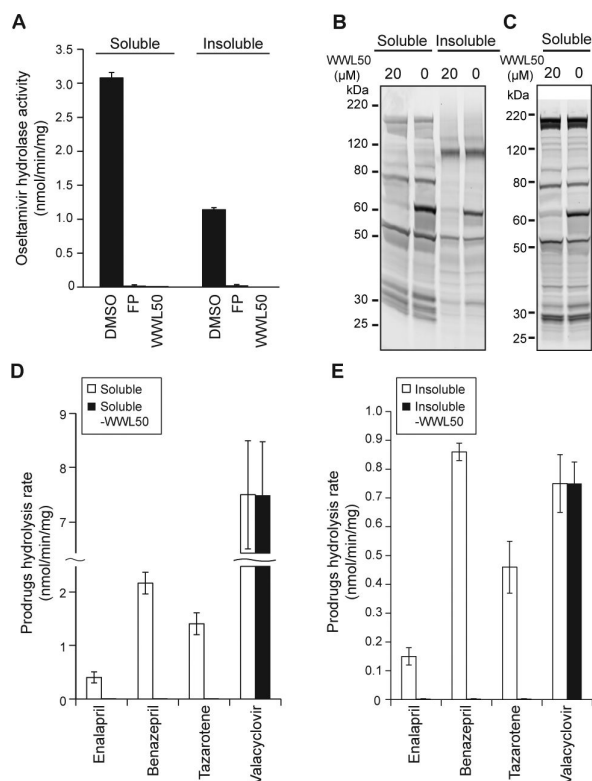 A
Soluble
Insoluble
Oseltamivir hydrolase activity
(nmol/min/mg)
3.5
3.0
2.5
2.0
1.5
1.0
0.5
0
DMSO
FP
WWL50
DMSO
FP
WWL50
B
Soluble Insoluble
WWL50
(µM)
20 0 20 0
kDa
220
120
80
60
50
30
25
C
Soluble
WWL50
(µM)
20 0
kDa
220
120
80
60
50
30
25
D
Soluble
Soluble
-WWL50
Prodrugs hydrolysis rate
(nmol/min/mg)
9
8
7
2
1
0
Enalapril
Benazepril
Tazarotene
Valacyclovir
E
Insoluble
Insoluble
-WWL50
Prodrugs hydrolysis rate
(nmol/min/mg)
1.0
0.9
0.8
0.7
0.6
0.5
0.4
0.3
0.2
0.1
0
Enalapril
Benazepril
Tazarotene
Valacyclovir